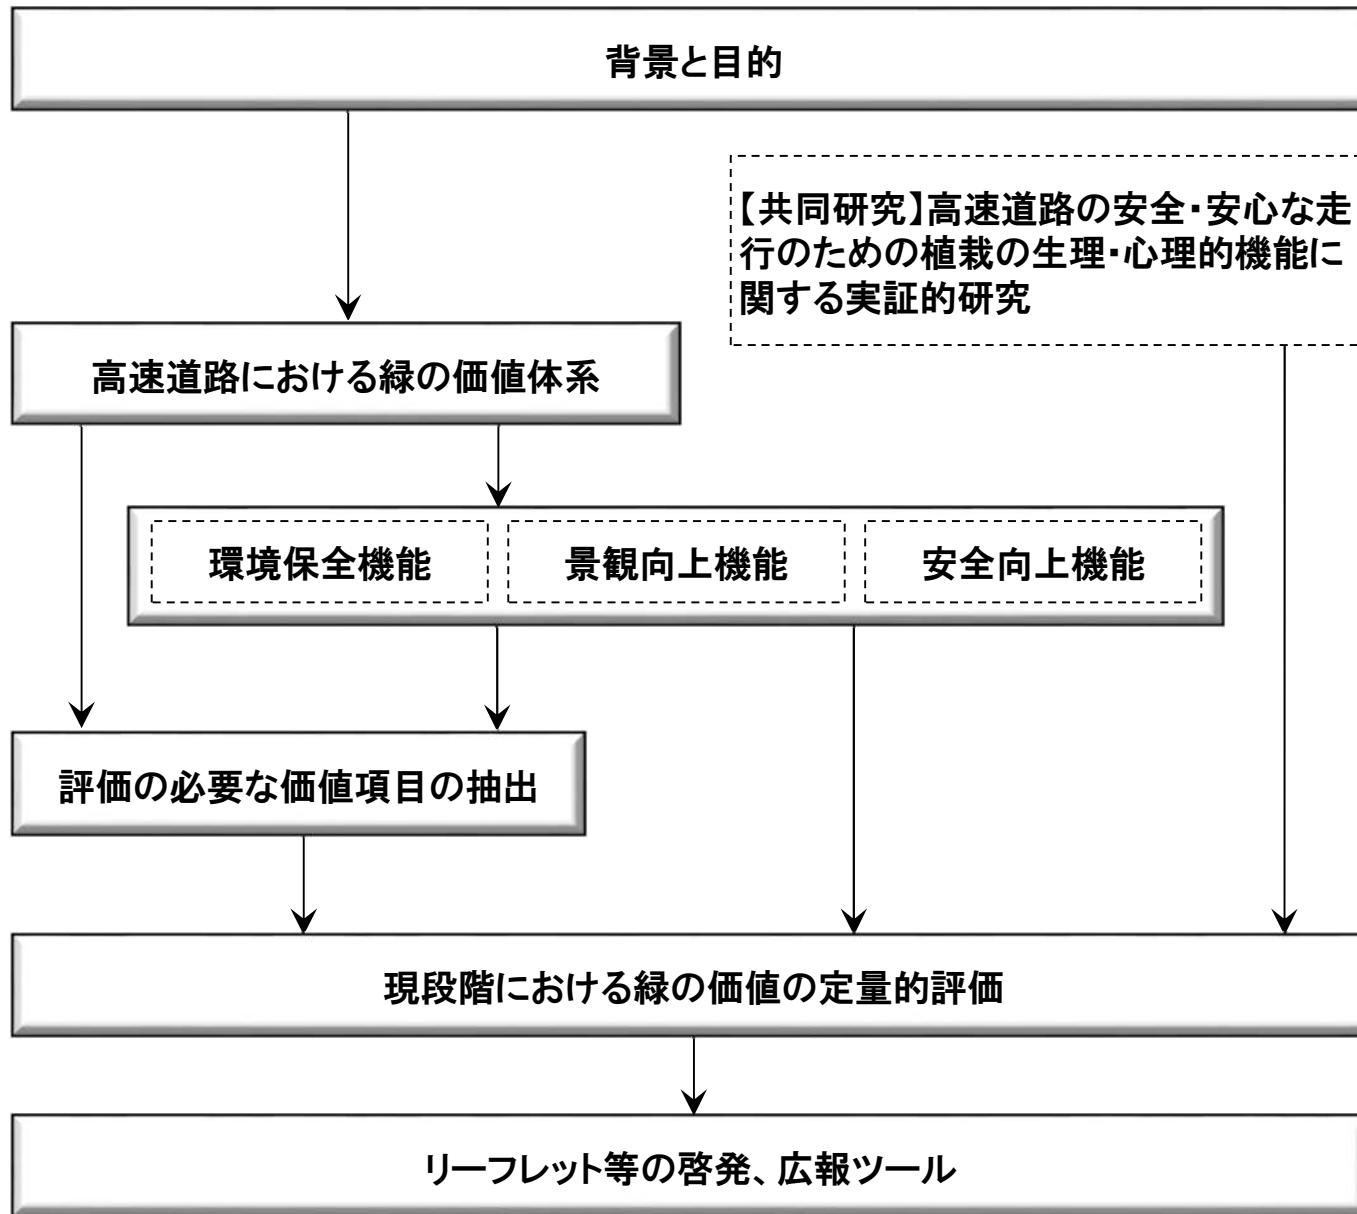 背景と目的
【共同研究】高速道路の安全・安心な走
行のための植栽の生理・心理的機能に
関する実証的研究
高速道路における緑の価値体系
環境保全機能
景観向上機能
安全向上機能
評価の必要な価値項目の抽出
現段階における緑の価値の定量的評価
リーフレット等の啓発、広報ツール